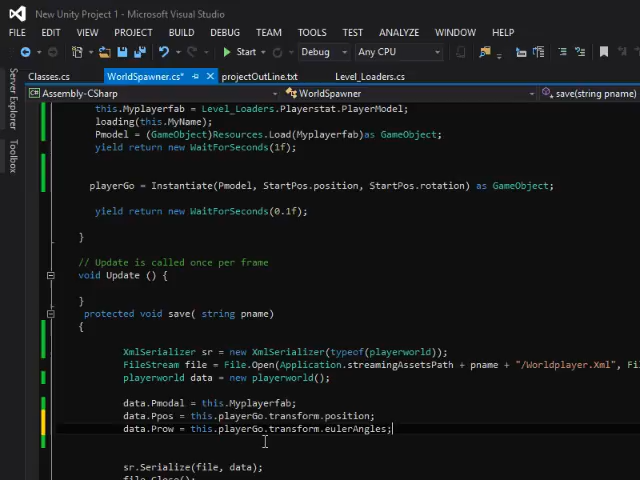 New Unity Project 1 - Microsoft Visual Studio
FILE EDIT VIEW PROJECT BUILD DEBUG TEAM TOOLS TEST ARCHITECTURE ANALYZE WINDOW HELP
Start Debug Any CPU
Server Explorer
Toolbox
Classes.cs WorldSpawner.cs* projectOutLine.txt Level_Loaders.cs
Assembly-CSharp WorldSpawner save(string pname)
this.Myplayerfab = Level_Loaders.Playerstat.PlayerModel;
loading(this.MyName);
Pmodel = (GameObject)Resources.Load(Myplayerfab)as GameObject;
yield return new WaitForSeconds(1f);
playerGo = Instantiate(Pmodel, StartPos.position, StartPos.rotation) as GameObject;
yield return new WaitForSeconds(0.1f);
}
// Update is called once per frame
void Update () {
}
protected void save( string pname)
{
XmlSerializer sr = new XmlSerializer(typeof(playerworld));
FileStream file = File.Open(Application.streamingAssetsPath + pname + "/Worldplayer.Xml", Fi
playerworld data = new playerworld();
data.Pmodal = this.Myplayerfab;
data.Ppos = this.playerGo.transform.position;
data.Prow = this.playerGo.transform.eulerAngles;
sr.Serialize(file, data);
file.Close();